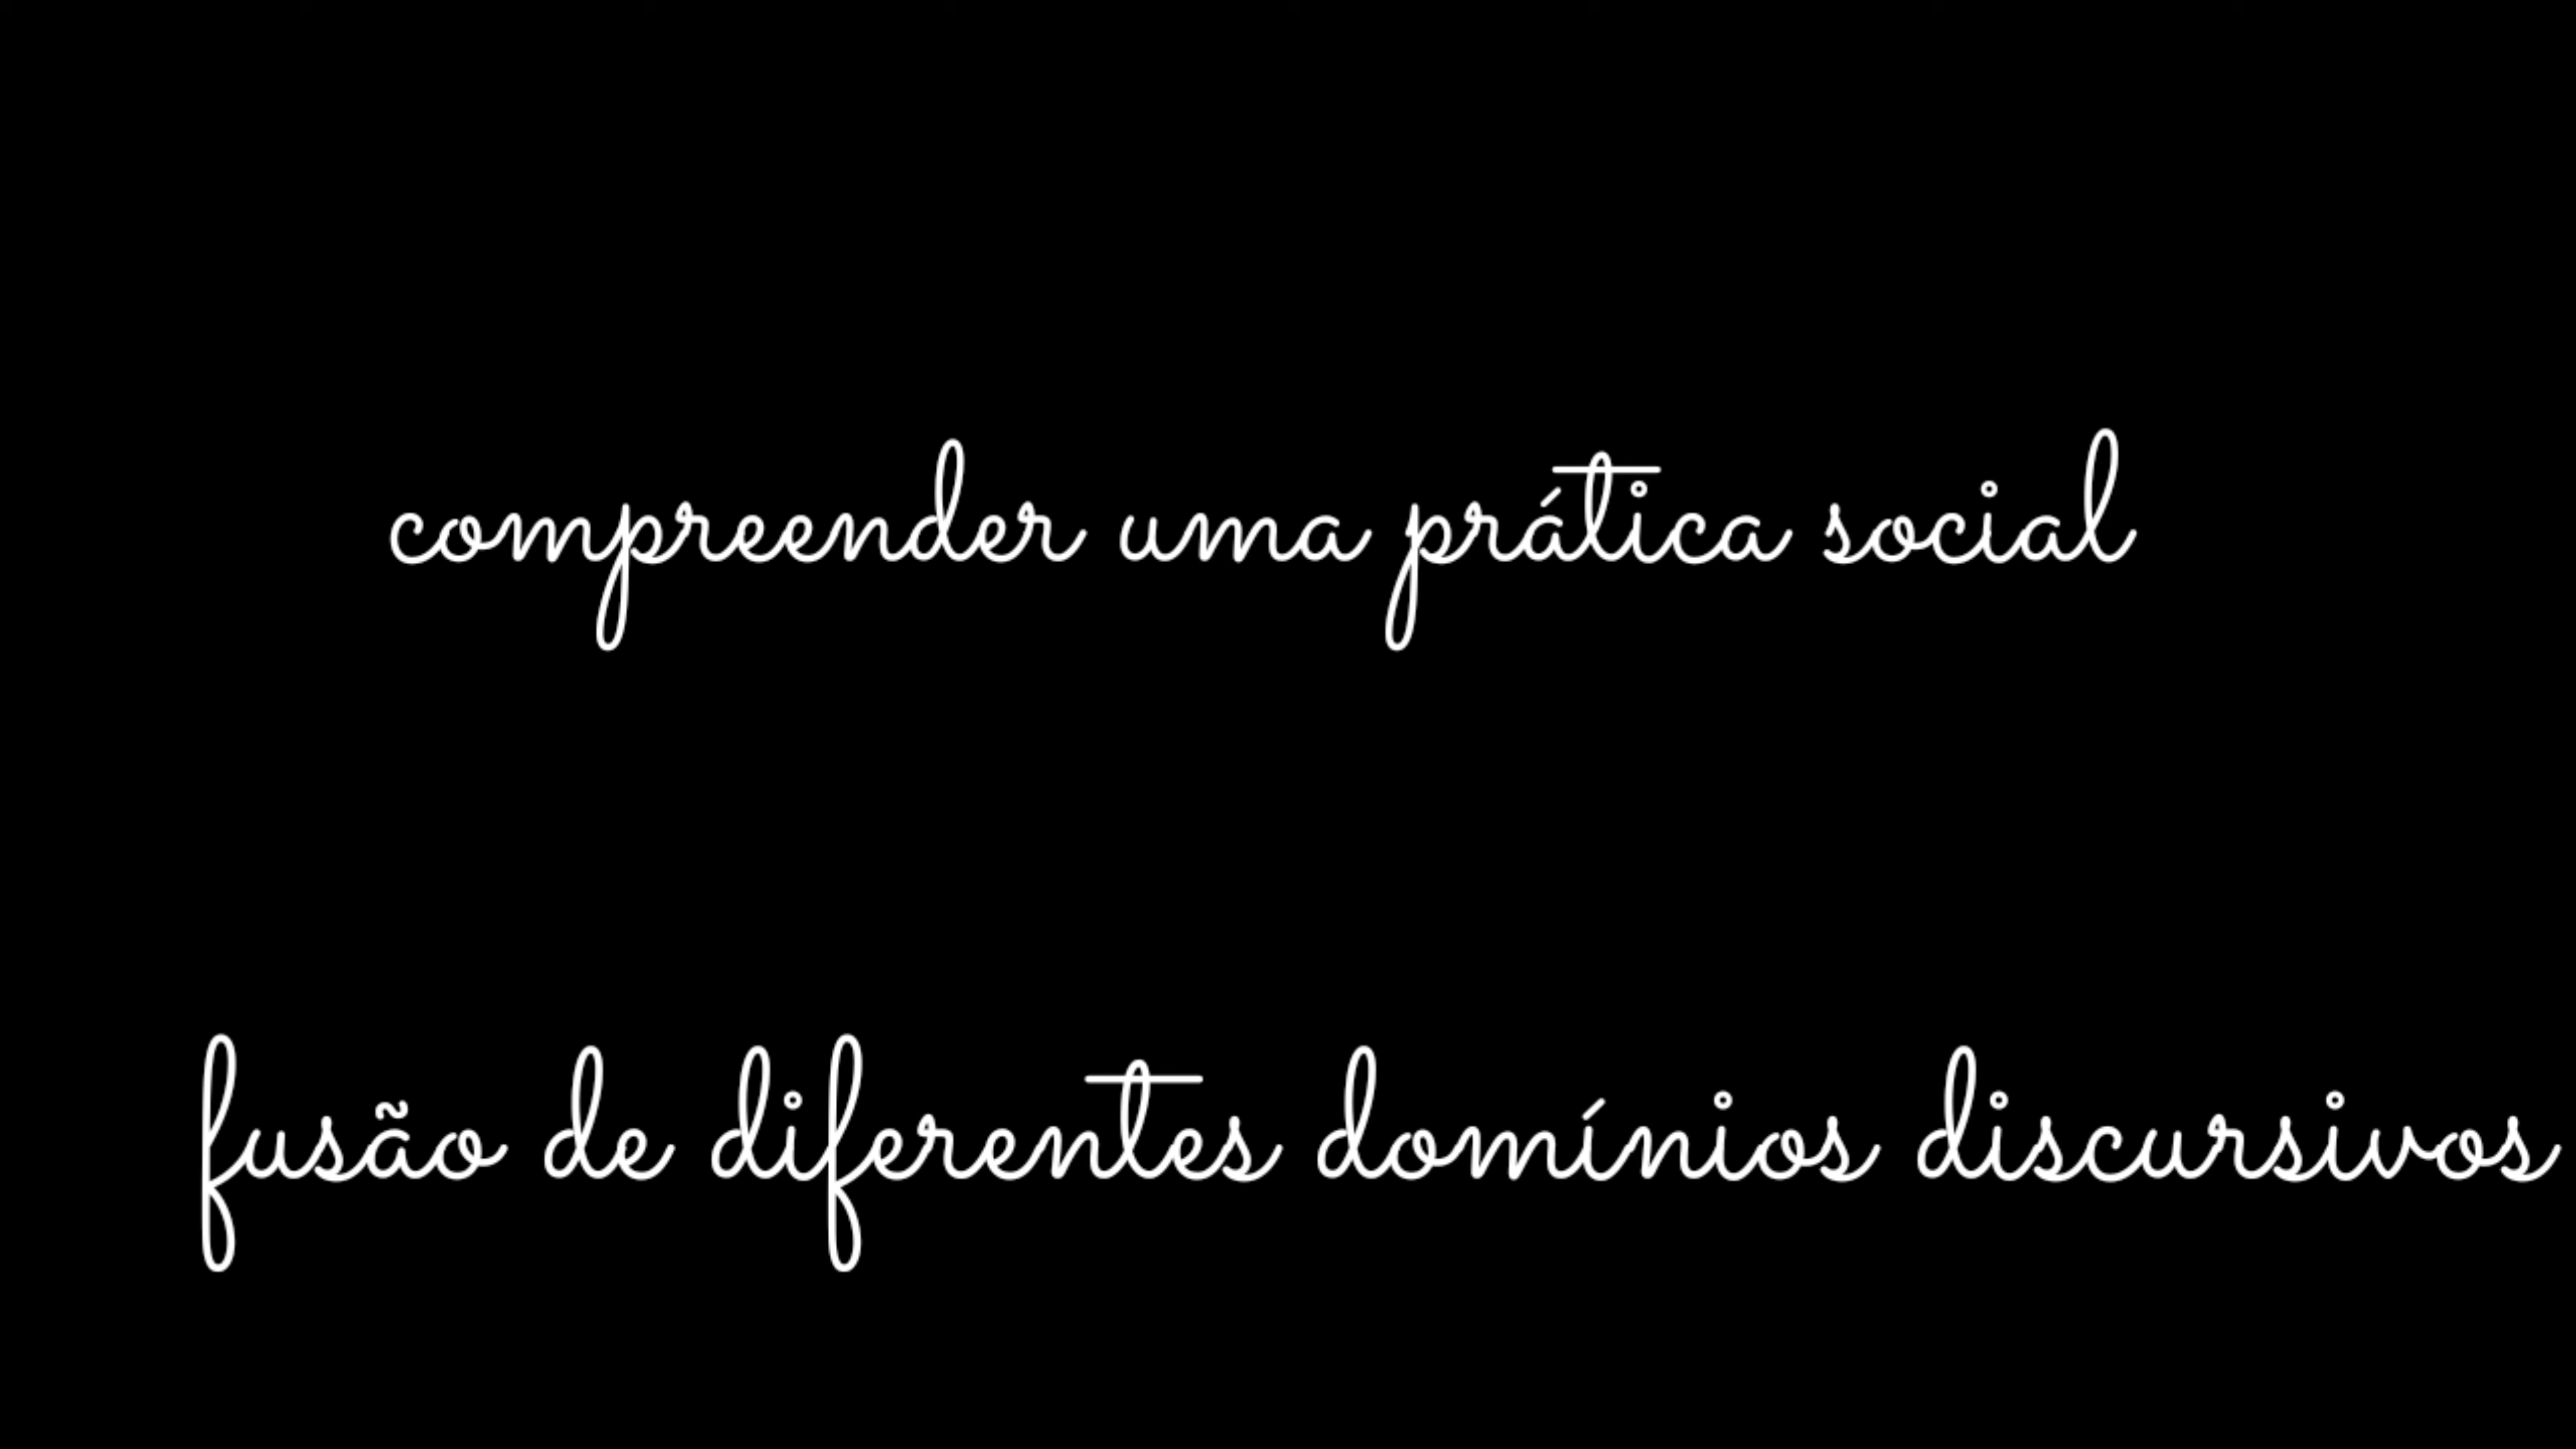 compreender uma prática social
fusão de diferentes domínios discursivos